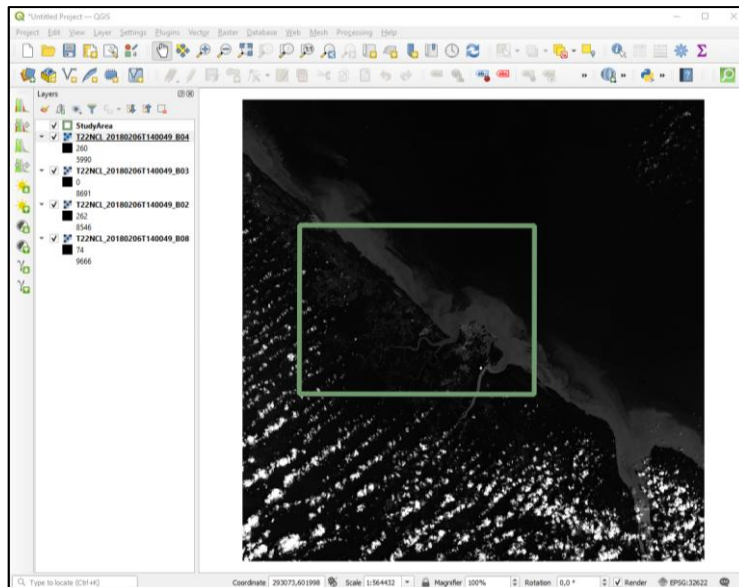 *Untitled Project — QGIS
Project Edit View Layer Settings Plugins Vector Raster Database Web Mesh Processing Help
Layers
StudyArea
T22NCL_20180206T140049_B04
260
5990
T22NCL_20180206T140049_B03
0
8691
T22NCL_20180206T140049_B02
262
8546
T22NCL_20180206T140049_B08
74
9666
Type to locate (Ctrl+K) Coordinate 293073,601998 Scale 1:564432 Magnifier 100% Rotation 0,0 ° Render EPSG:32622